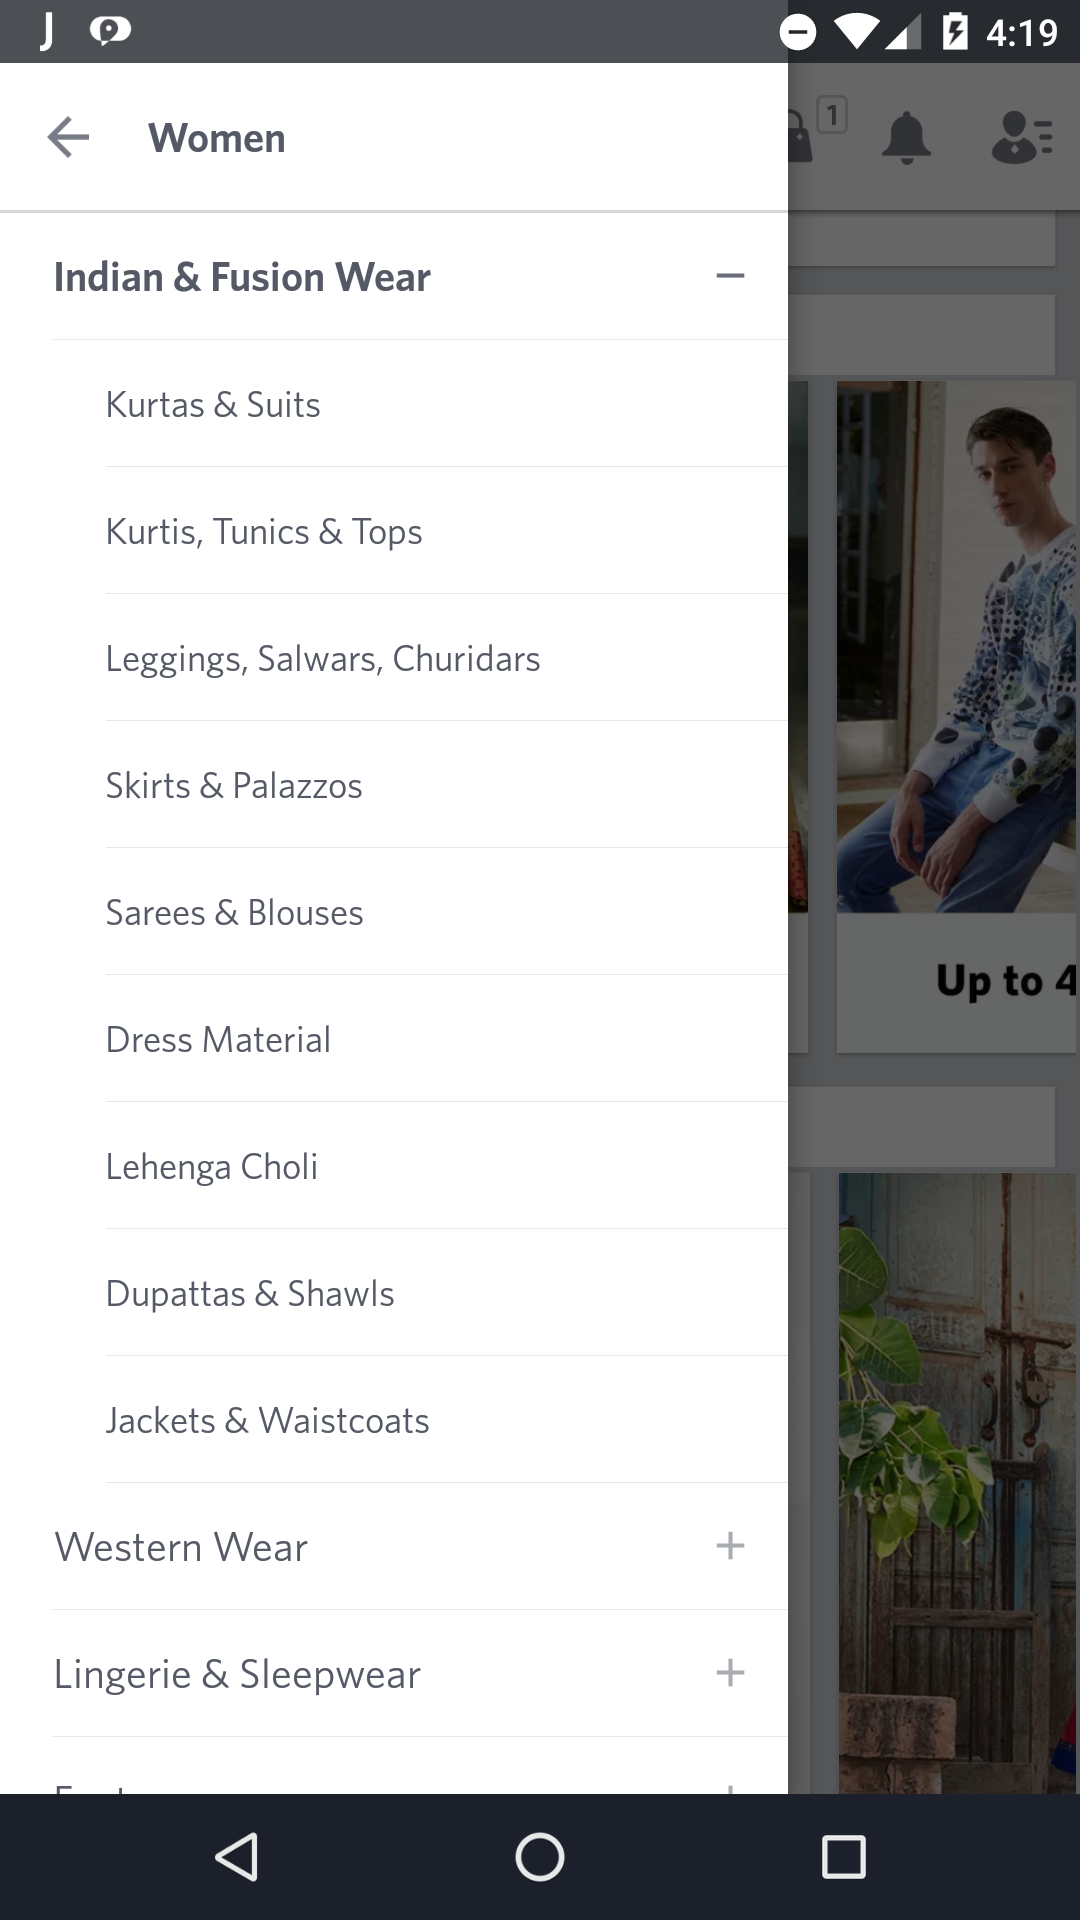 4:19
Women
1
Indian & Fusion Wear
Kurtas & Suits
Kurtis, Tunics & Tops
Leggings, Salwars, Churidars
Skirts & Palazzos
Sarees & Blouses
Up to 4
Dress Material
Lehenga Choli
Dupattas & Shawls
Jackets & Waistcoats
Western Wear
Lingerie & Sleepwear